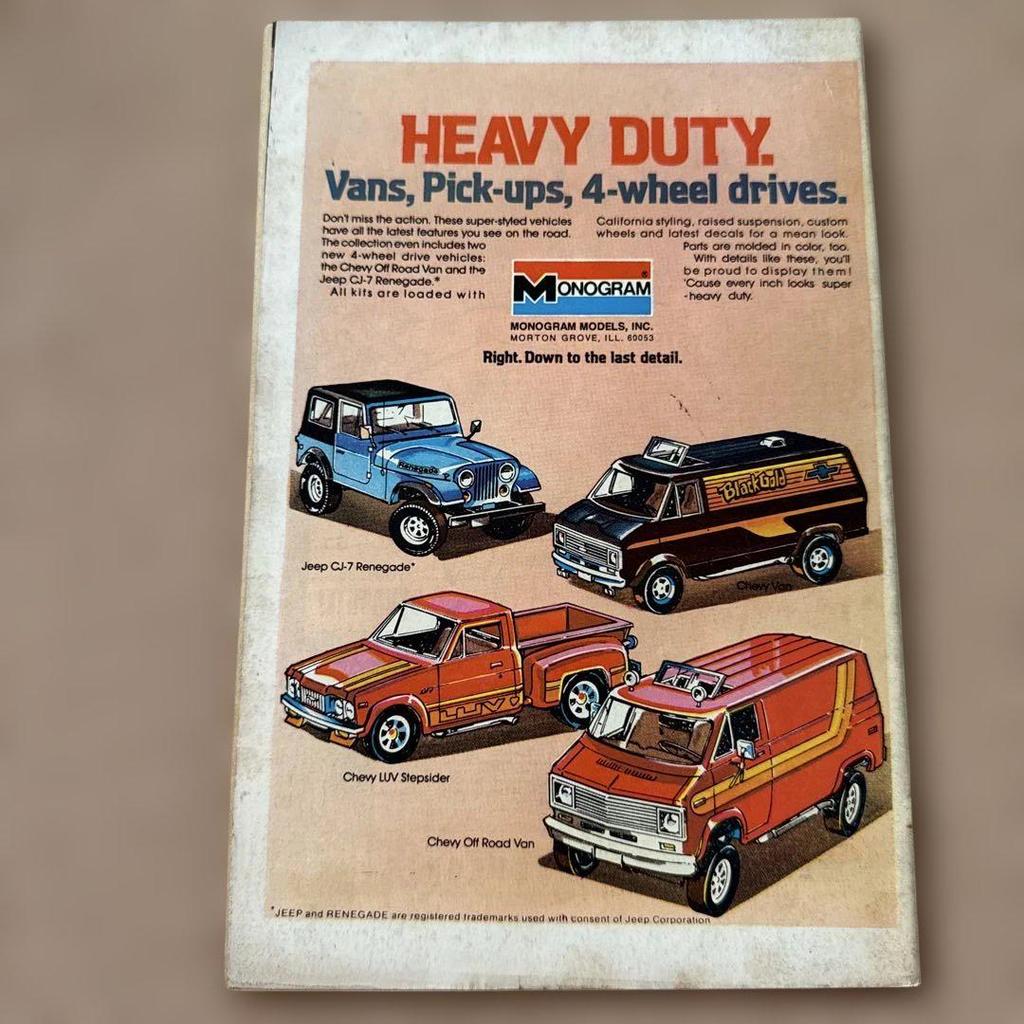 HEAVY DUTY.
Vans, Pick-ups, 4-wheel drives.
Don't miss the action. These super-styled vehicles
have all the latest features you see on the road.
The collection even includes two
new 4-wheel drive vehicles:
the Chevy Off Road Van and the
Jeep CJ-7 Renegade.*
All kits are loaded with
California styling, raised suspension, custom
wheels and latest decals for a mean look.
Parts are molded in color, too.
With details like these, you'll
be proud to display them!
'Cause every inch looks super
-heavy duty.
MONOGRAM®
MONOGRAM MODELS, INC.
MORTON GROVE, ILL. 60053
Right. Down to the last detail.
Renegade
Jeep CJ-7 Renegade*
Black Gold
Chevy Van
LUV
Chevy LUV Stepsider
Chevy Off Road Van
*JEEP and RENEGADE are registered trademarks used with consent of Jeep Corporation